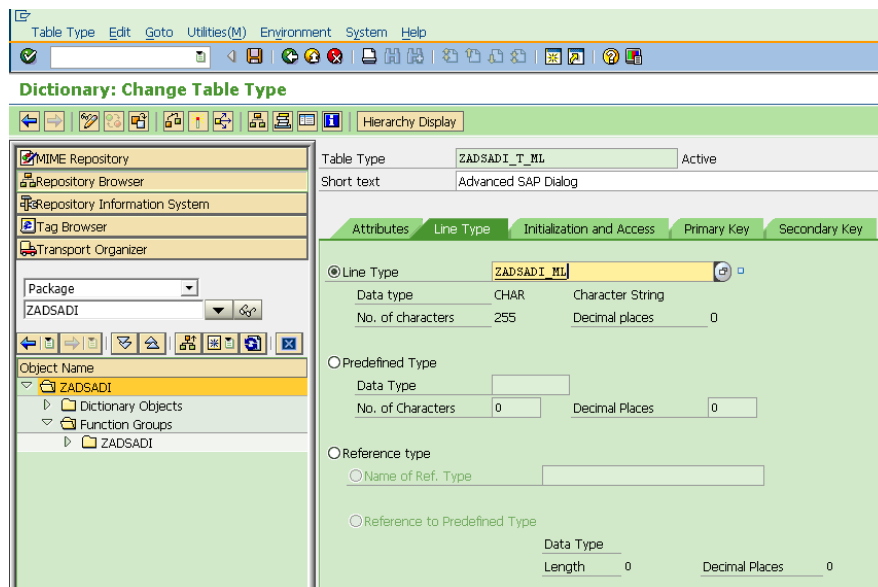 Table Type Edit Goto Utilities(M) Environment System Help
Dictionary: Change Table Type
Hierarchy Display
MIME Repository
Repository Browser
Repository Information System
Tag Browser
Transport Organizer
Package
ZADSADI
Object Name
ZADSADI
Dictionary Objects
Function Groups
ZADSADI
Table Type ZADSADI_T_ML Active
Short text Advanced SAP Dialog
Attributes Line Type Initialization and Access Primary Key Secondary Key
Line Type ZADSADI_ML
Data type CHAR Character String
No. of characters 255 Decimal places 0
Predefined Type
Data Type
No. of Characters 0 Decimal Places 0
Reference type
Name of Ref. Type
Reference to Predefined Type
Data Type
Length 0 Decimal Places 0